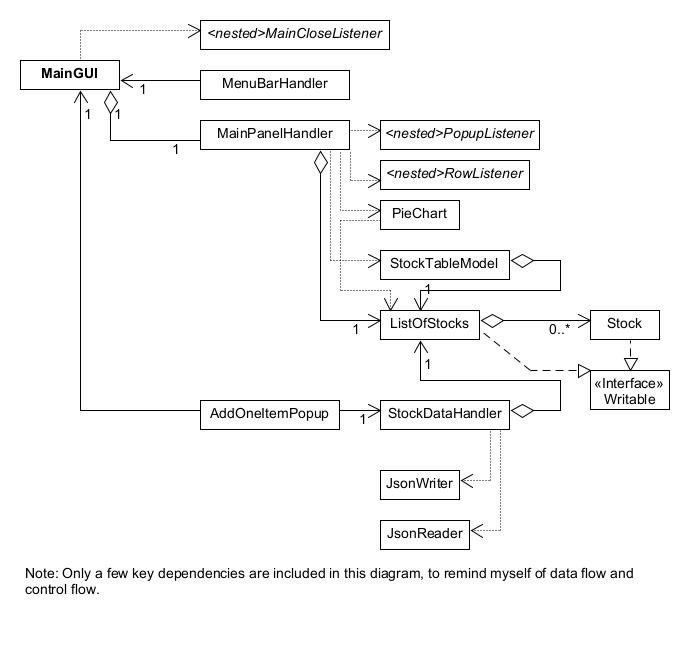 <nested>MainCloseListener
MainGUI
MenuBarHandler
1
1
1
MainPanelHandler
1
<nested>PopupListener
<nested>RowListener
PieChart
StockTableModel
1
ListOfStocks
1
0..*
Stock
1
«Interface»
Writable
AddOneItemPopup
1
StockDataHandler
JsonWriter
JsonReader
Note: Only a few key dependencies are included in this diagram, to remind myself of data flow and
control flow.